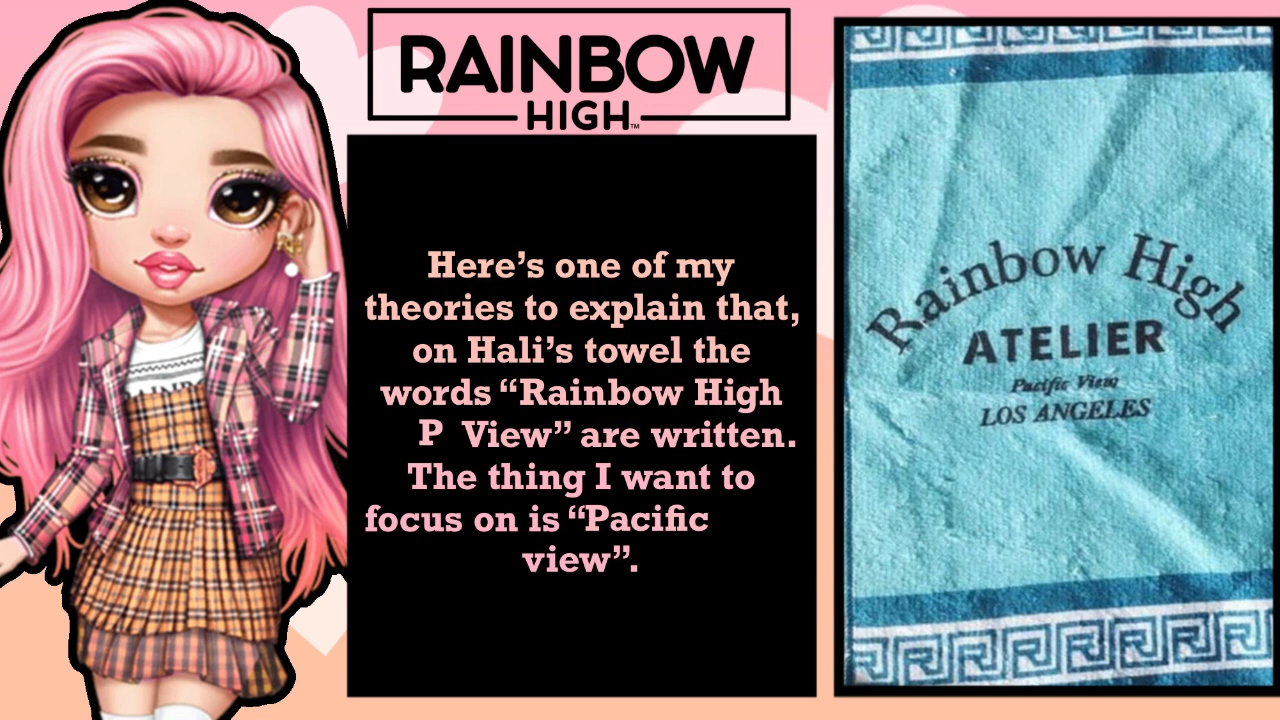 RAINBOW
HIGH™
Here’s one of my
theories to explain that,
on Hali’s towel the
words “Rainbow High
P View” are written.
The thing I want to
focus on is “Pacific
view”.
Rainbow High
ATELIER
Pacific View
LOS ANGELES